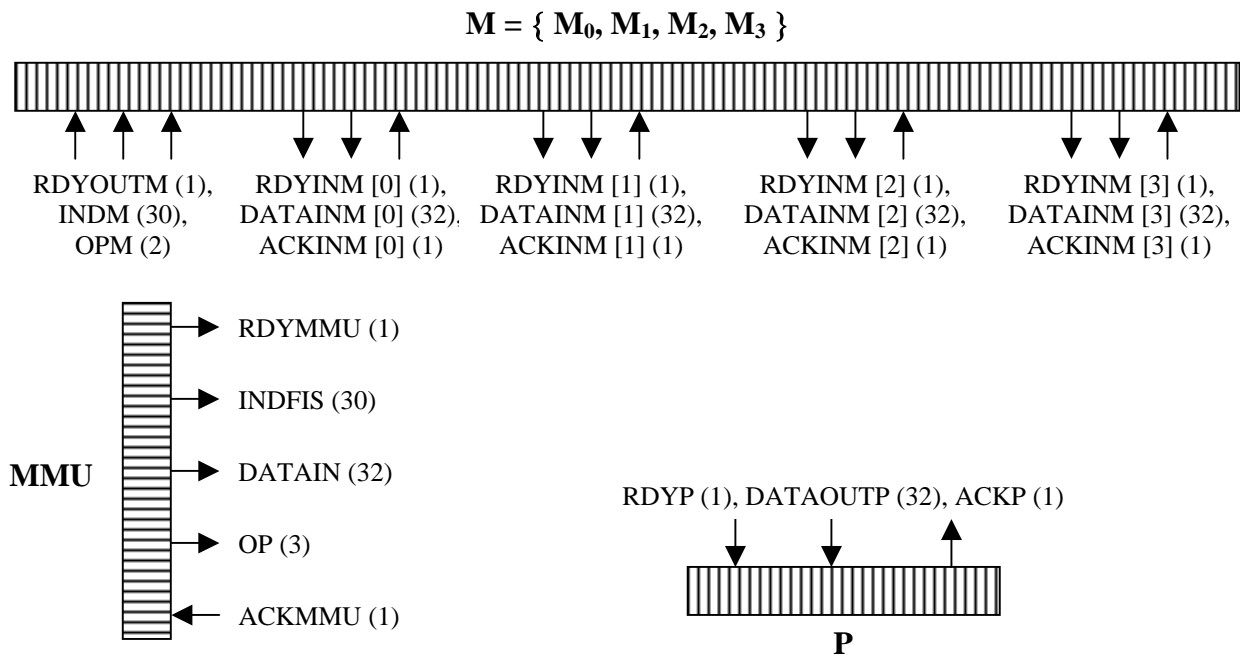 M = { M₀, M₁, M₂, M₃ }
RDYOUTM (1),
INDM (30),
OPM (2)
RDYINM [0] (1),
DATAINM [0] (32),
ACKINM [0] (1)
RDYINM [1] (1),
DATAINM [1] (32),
ACKINM [1] (1)
RDYINM [2] (1),
DATAINM [2] (32),
ACKINM [2] (1)
RDYINM [3] (1),
DATAINM [3] (32),
ACKINM [3] (1)
RDYMMU (1)
INDFIS (30)
MMU
DATAIN (32)
OP (3)
ACKMMU (1)
RDYP (1), DATAOUTP (32), ACKP (1)
P